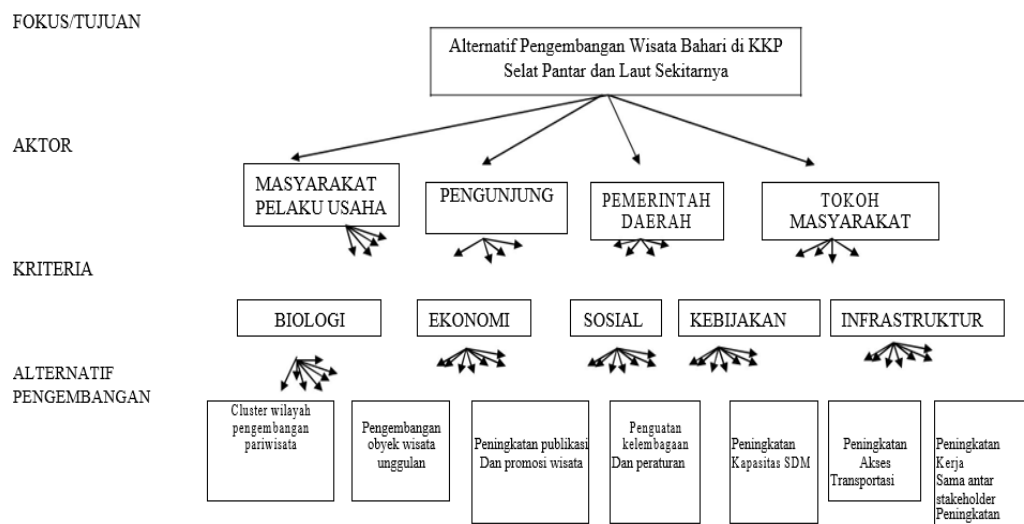 FOKUS/TUJUAN
Alternatif Pengembangan Wisata Bahari di KKP
Selat Pantar dan Laut Sekitarnya
AKTOR
MASYARAKAT
PELAKU USAHA
PENGUNJUNG
PEMERINTAH
DAERAH
TOKOH
MASYARAKAT
KRITERIA
BIOLOGI
EKONOMI
SOSIAL
KEBIJAKAN
INFRASTRUKTUR
ALTERNATIF
PENGEMBANGAN
Cluster wilayah
pengembangan
pariwisata
Pengembangan
obyek wisata
unggulan
Peningkatan publikasi
Dan promosi wisata
Penguatan
kelembagaan
Dan peraturan
Peningkatan
Kapasitas SDM
Peningkatan
Akses
Transportasi
Peningkatan
Kerja
Sama antar
stakeholder
Peningkatan